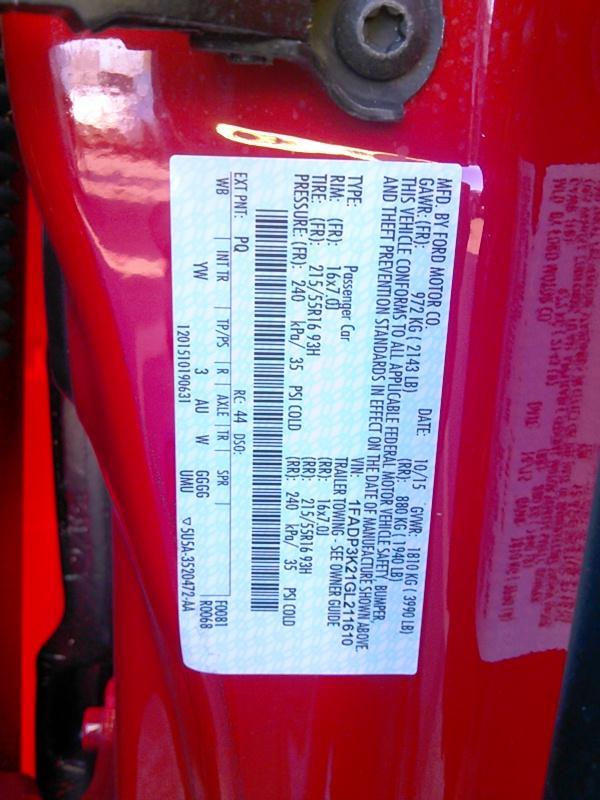 MFD. BY FORD MOTOR CO.
DATE: 10/15 GVWR: 1810 KG ( 3990 LB)
GAWR: (FR): 972 KG ( 2143 LB) (RR): 880 KG ( 1940 LB)
THIS VEHICLE CONFORMS TO ALL APPLICABLE FEDERAL MOTOR VEHICLE SAFETY, BUMPER,
AND THEFT PREVENTION STANDARDS IN EFFECT ON THE DATE OF MANUFACTURE SHOWN ABOVE.
VIN: 1FADP3K21GL211610
TYPE: Passenger Car TRAILER TOWING - SEE OWNER GUIDE
RIM: (FR): 16x7.0J (RR): 16x7.0J
TIRE: (FR): 215/55R16 93H (RR): 215/55R16 93H
PRESSURE: (FR): 240 kPa/ 35 PSI COLD (RR): 240 kPa/ 35 PSI COLD
EXT PNT: PQ RC: 44 DSO: F0081
WB INT TR TP/PS R AXLE TR SPR R0068
YW 3 AU W GGGG UMU
1201510190631 ▽ 5U5A-3520472-AA